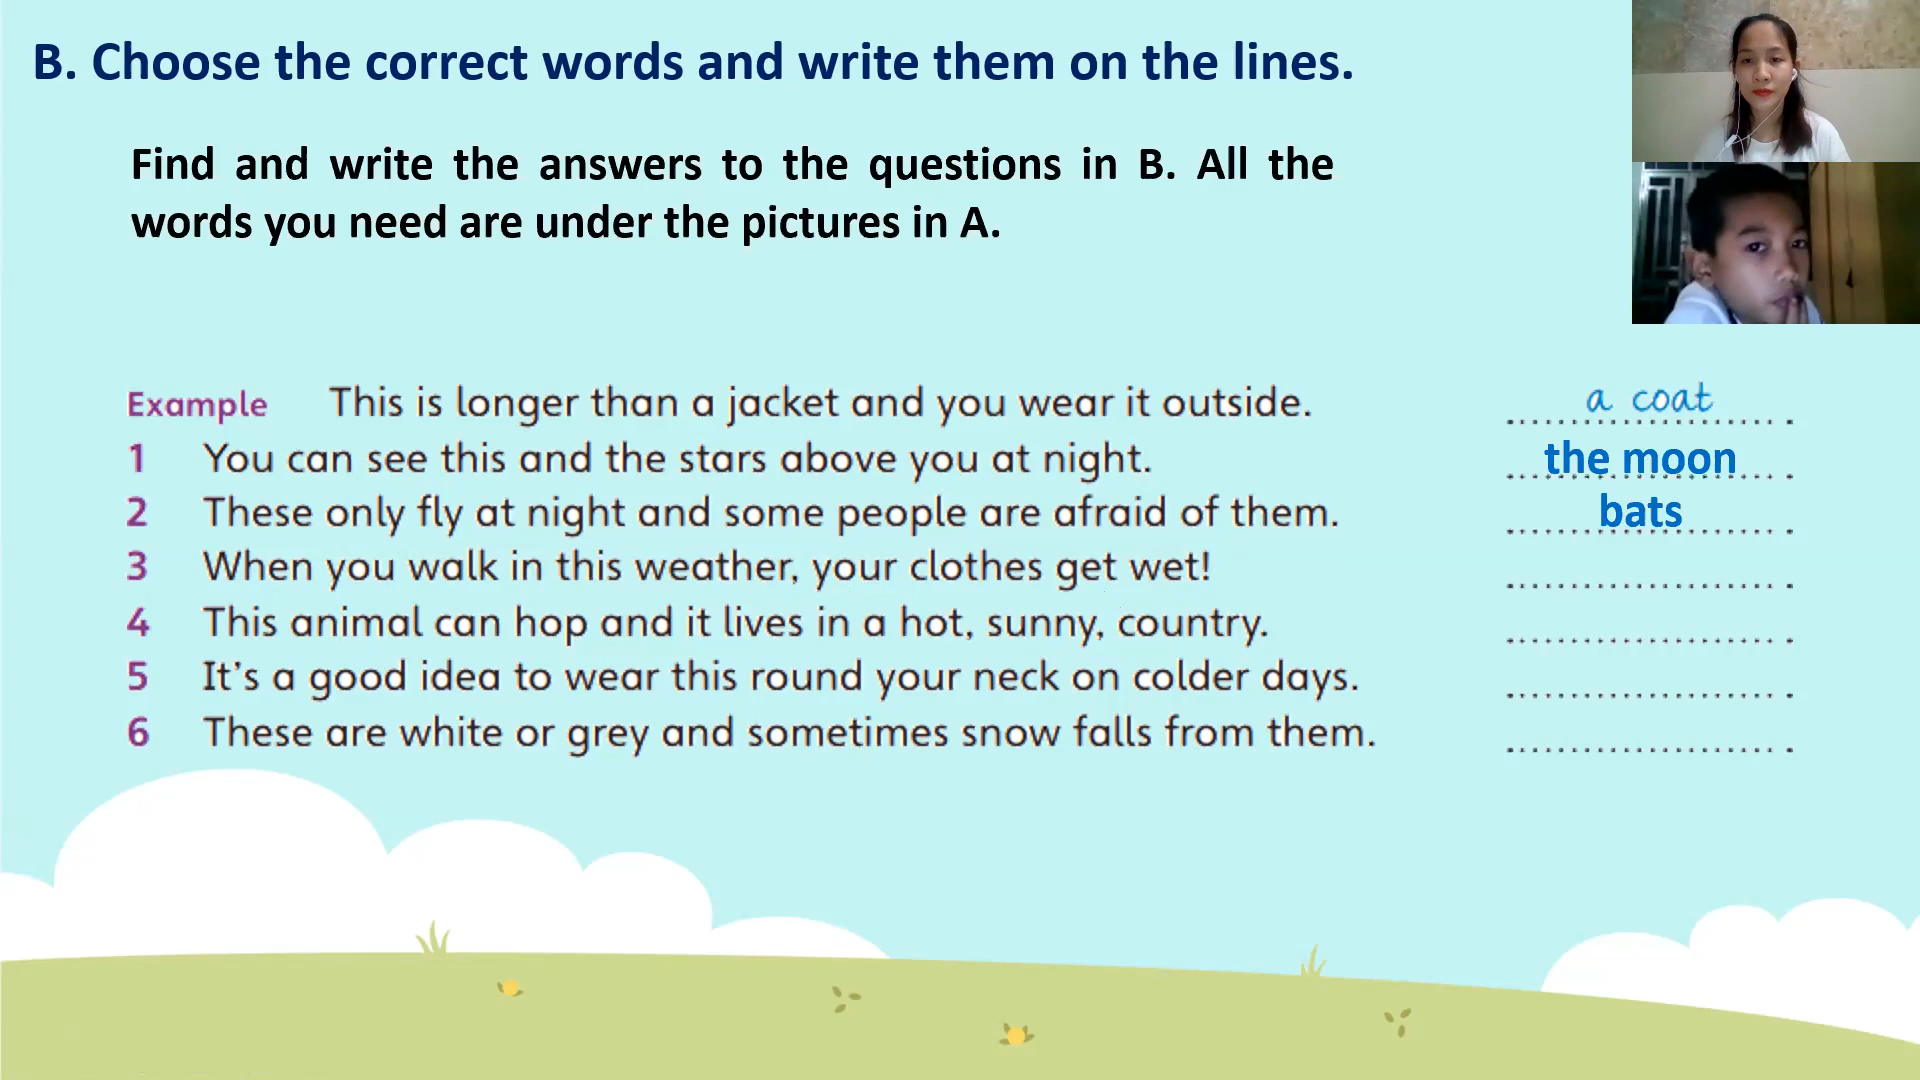 B. Choose the correct words and write them on the lines.
Find and write the answers to the questions in B. All the
words you need are under the pictures in A.
Example This is longer than a jacket and you wear it outside. a coat
1 You can see this and the stars above you at night. the moon
2 These only fly at night and some people are afraid of them. bats
3 When you walk in this weather, your clothes get wet!
4 This animal can hop and it lives in a hot, sunny, country.
5 It's a good idea to wear this round your neck on colder days.
6 These are white or grey and sometimes snow falls from them.